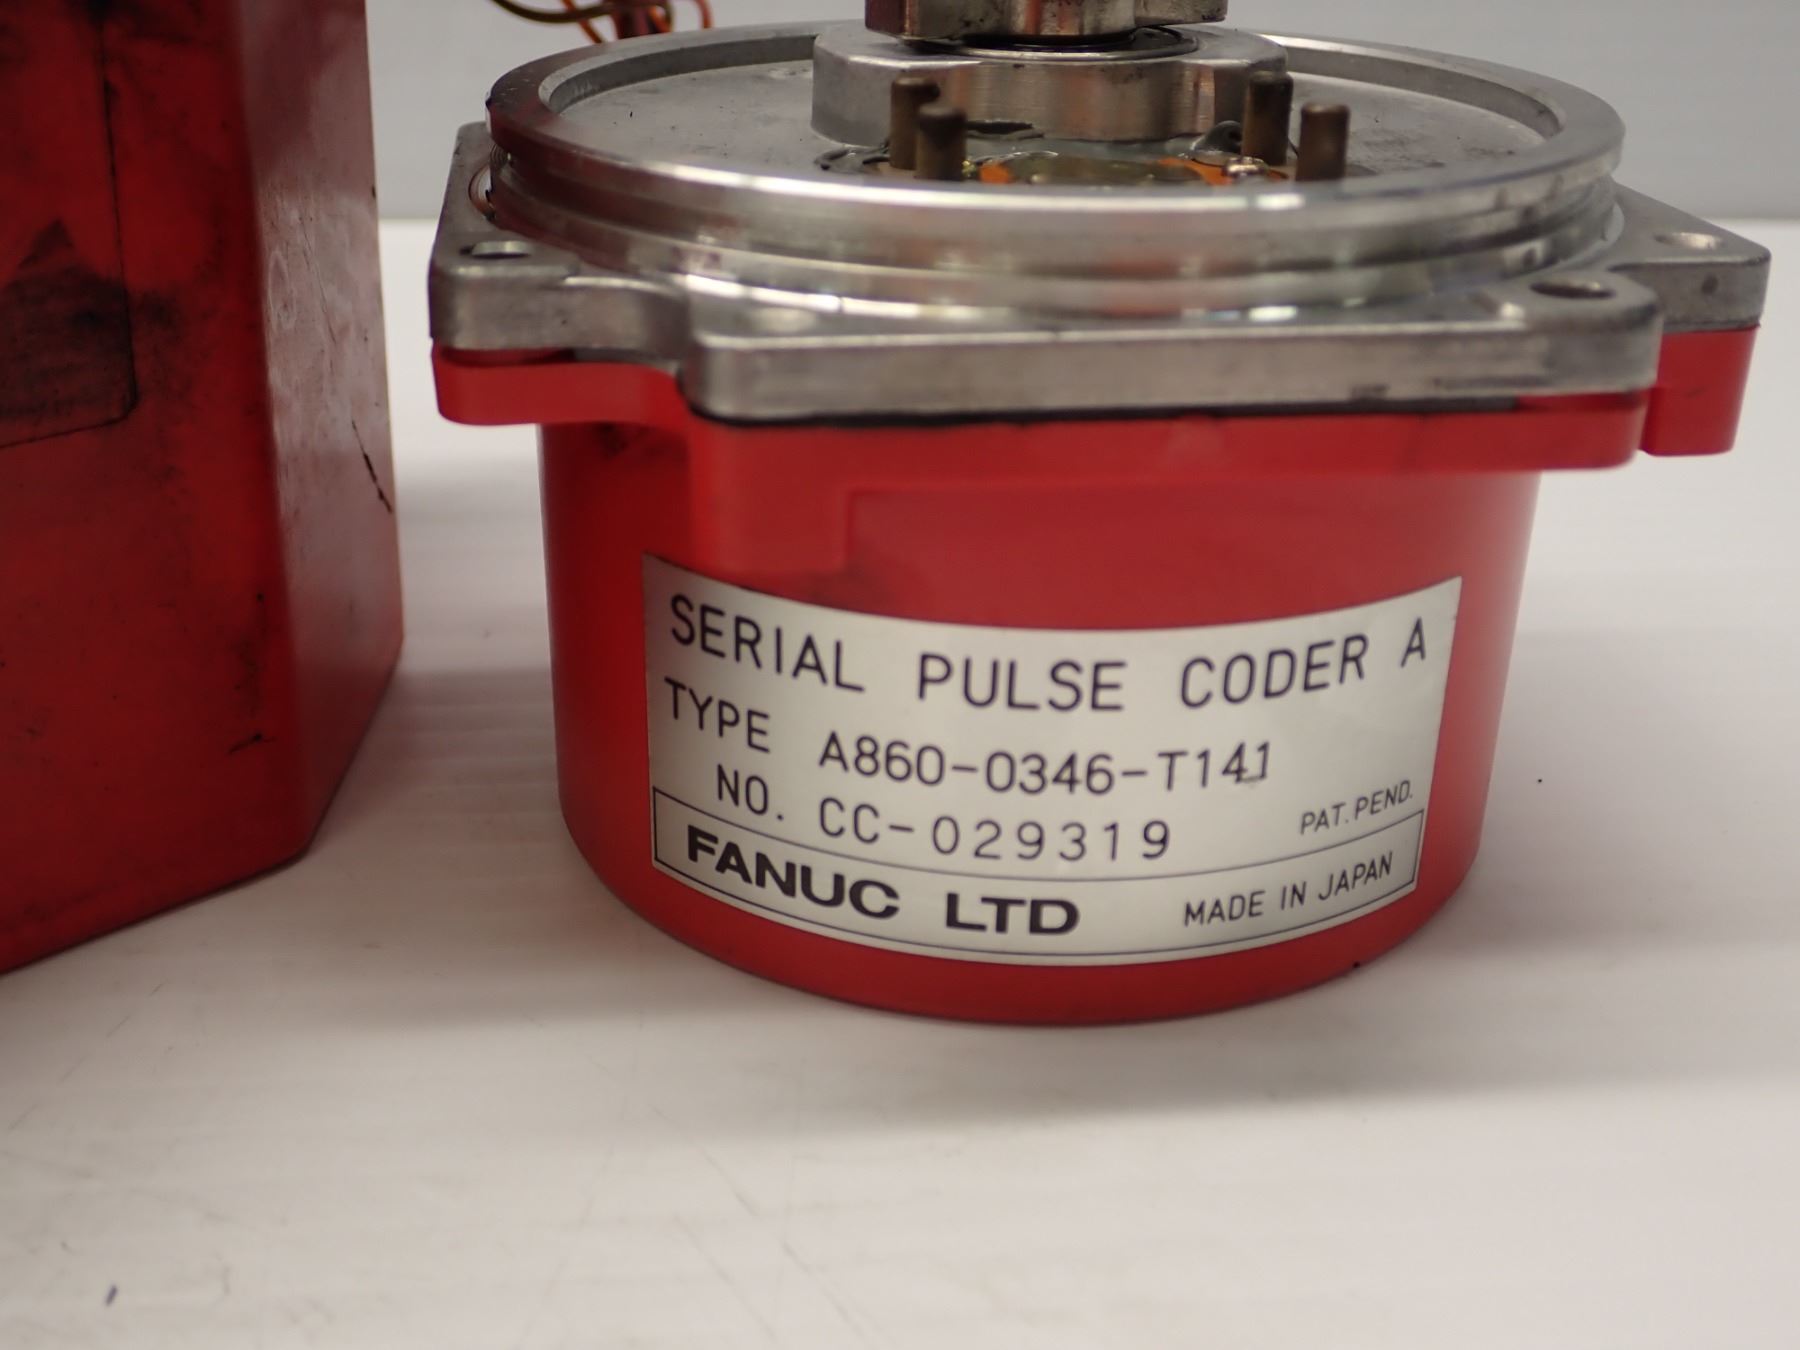 SERIAL PULSE CODER A
TYPE A860-0346-T141
NO. CC-029319
PAT. PEND.
FANUC LTD MADE IN JAPAN